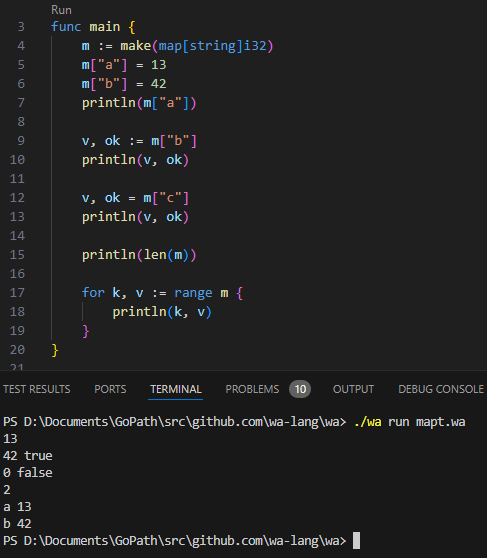 Run
3 func main {
4 m := make(map[string]i32)
5 m["a"] = 13
6 m["b"] = 42
7 println(m["a"])
8
9 v, ok := m["b"]
10 println(v, ok)
11
12 v, ok = m["c"]
13 println(v, ok)
14
15 println(len(m))
16
17 for k, v := range m {
18 println(k, v)
19 }
20 }
21
TEST RESULTS PORTS TERMINAL PROBLEMS 10 OUTPUT DEBUG CONSOLE
PS D:\Documents\GoPath\src\github.com\wa-lang\wa> ./wa run mapt.wa
13
42 true
0 false
2
a 13
b 42
PS D:\Documents\GoPath\src\github.com\wa-lang\wa>